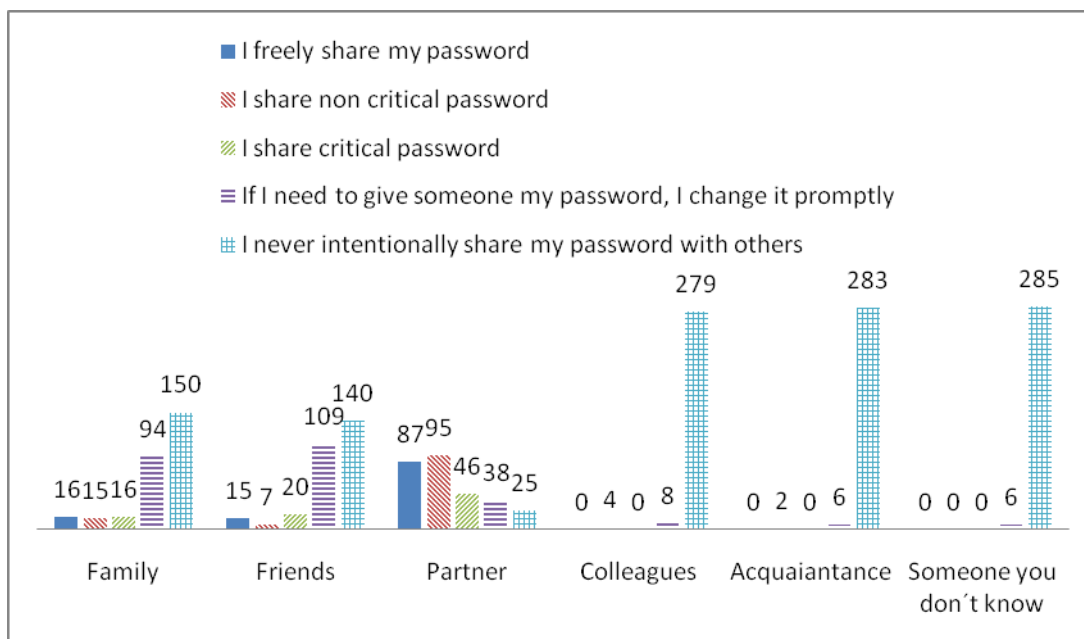 I freely share my password
I share non critical password
I share critical password
If I need to give someone my password, I change it promptly
I never intentionally share my password with others
16 15 16 94 150
15 7 20 109 140
87 95 46 38 25
0 4 0 8 279
0 2 0 6 283
0 0 0 6 285
Family
Friends
Partner
Colleagues
Acquaiantance
Someone you
don´t know